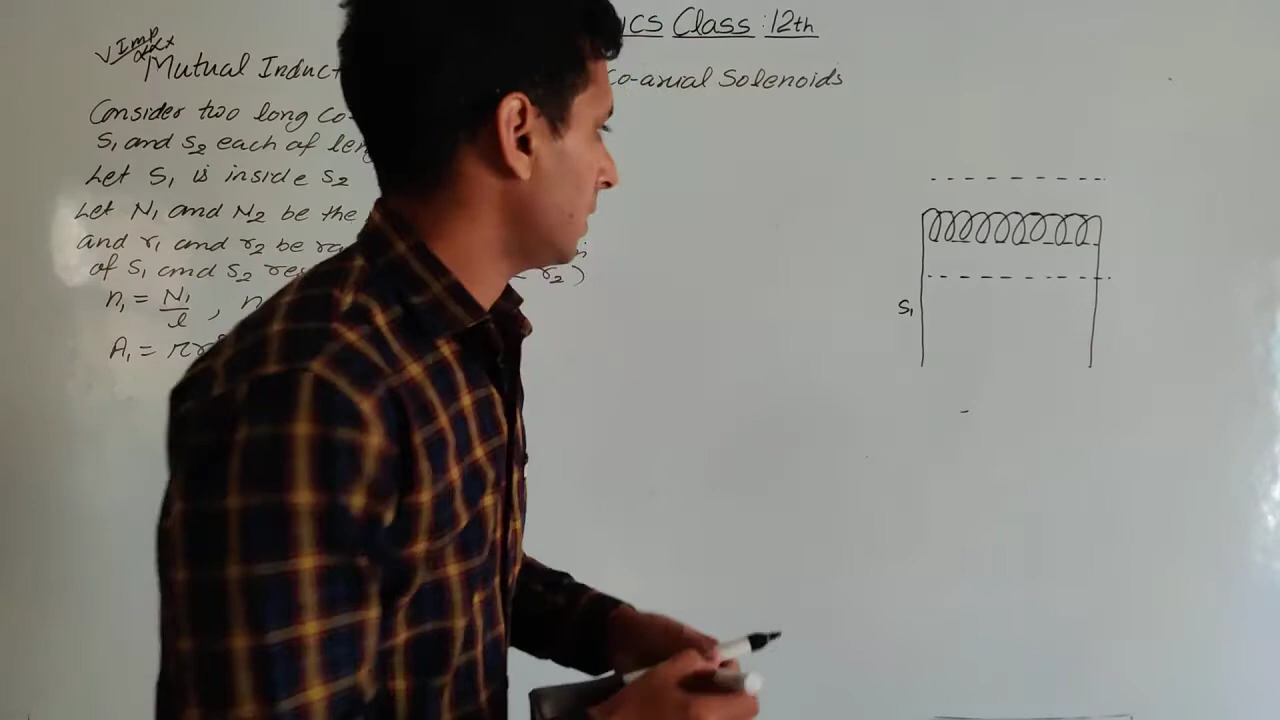 Class : 12th
Imp
Mutual Induct
Co-axial Solenoids
Consider two long Co-
S₁ and S₂ each of len
Let S₁ is inside S₂
Let N₁ and N₂ be the
and r₁ and r₂ be ra
of S₁ and S₂ res r₂)
n₁ = N₁/l , n
A₁ = πr
S₁